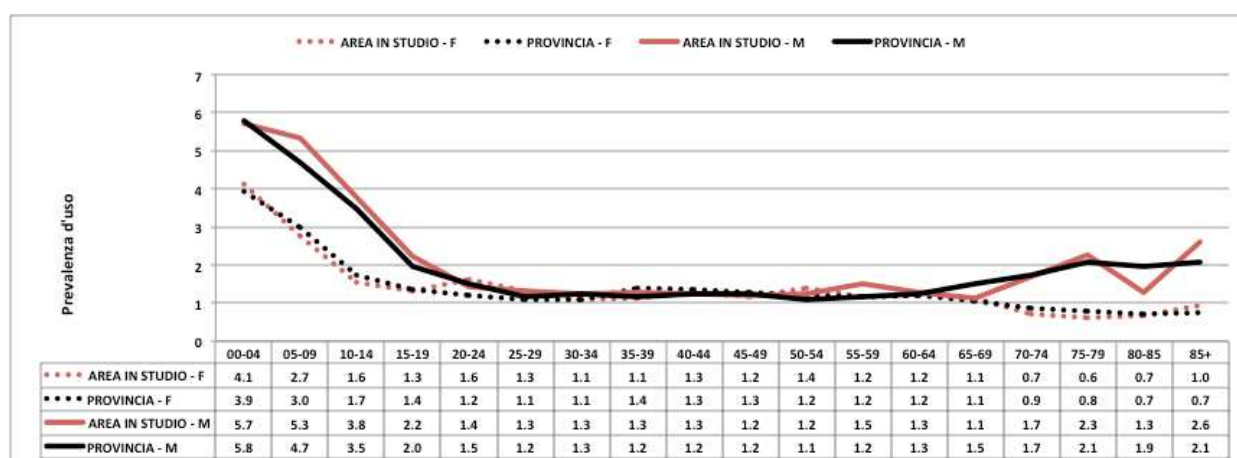 AREA IN STUDIO - F PROVINCIA - F AREA IN STUDIO - M PROVINCIA - M
7
6
5
4
3
2
1
0
Prevalenza d'uso
00-04 05-09 10-14 15-19 20-24 25-29 30-34 35-39 40-44 45-49 50-54 55-59 60-64 65-69 70-74 75-79 80-85 85+
AREA IN STUDIO - F 4.1 2.7 1.6 1.3 1.6 1.3 1.1 1.1 1.3 1.2 1.4 1.2 1.2 1.1 0.7 0.6 0.7 1.0
PROVINCIA - F 3.9 3.0 1.7 1.4 1.2 1.1 1.1 1.4 1.3 1.3 1.2 1.2 1.2 1.1 0.9 0.8 0.7 0.7
AREA IN STUDIO - M 5.7 5.3 3.8 2.2 1.4 1.3 1.3 1.3 1.3 1.2 1.2 1.5 1.3 1.1 1.7 2.3 1.3 2.6
PROVINCIA - M 5.8 4.7 3.5 2.0 1.5 1.2 1.3 1.2 1.2 1.2 1.1 1.2 1.3 1.5 1.7 2.1 1.9 2.1